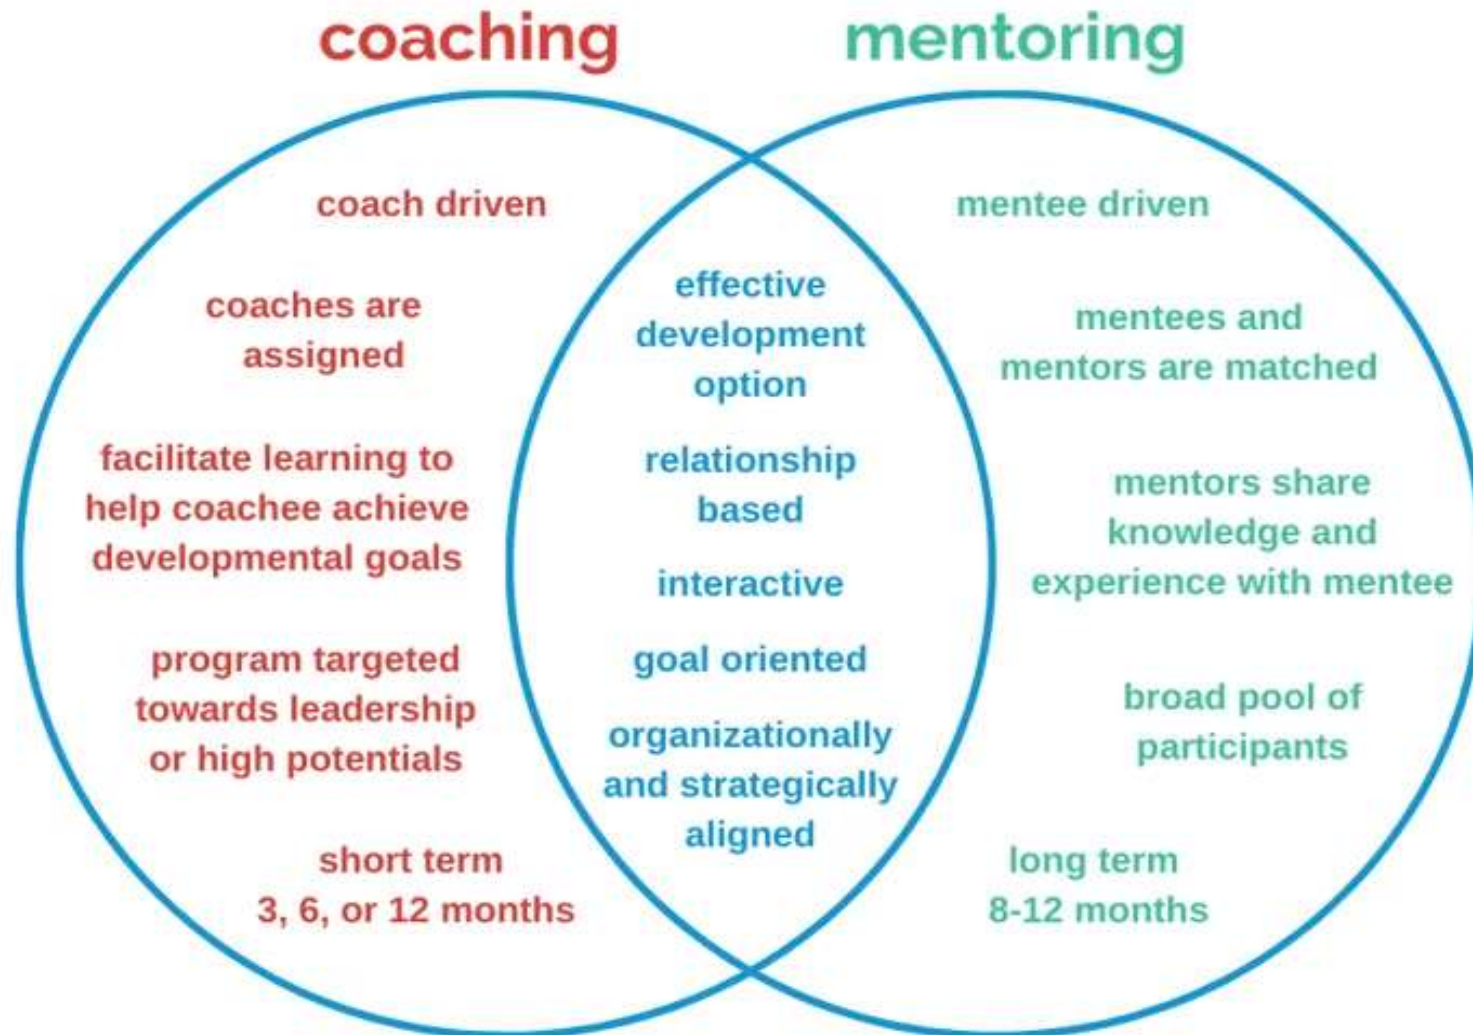 coaching
mentoring
coach driven
coaches are
assigned
facilitate learning to
help coachee achieve
developmental goals
program targeted
towards leadership
or high potentials
short term
3, 6, or 12 months
effective
development
option
relationship
based
interactive
goal oriented
organizationally
and strategically
aligned
mentee driven
mentees and
mentors are matched
mentors share
knowledge and
experience with mentee
broad pool of
participants
long term
8-12 months